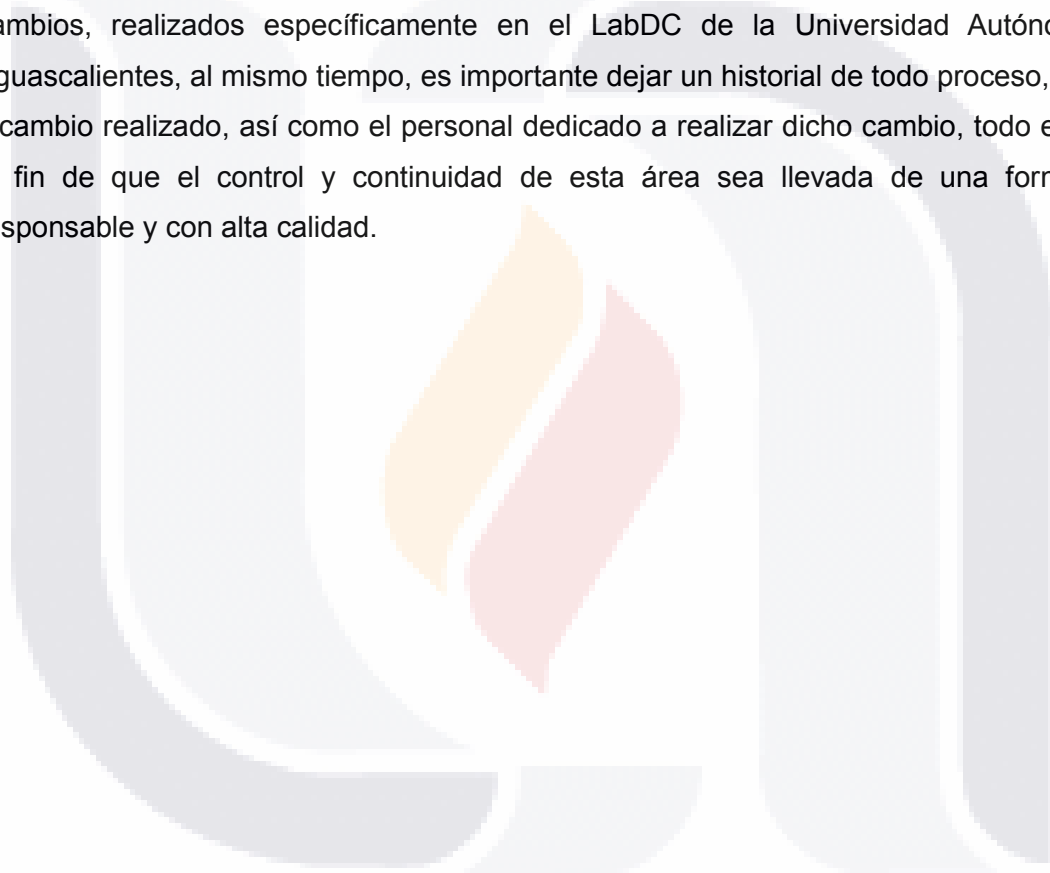 ambios, realizados específicamente en el LabDC de la Universidad Autóno
guascalientes, al mismo tiempo, es importante dejar un historial de todo proceso,
cambio realizado, así como el personal dedicado a realizar dicho cambio, todo e
fin de que el control y continuidad de esta área sea llevada de una forr
sponsable y con alta calidad.